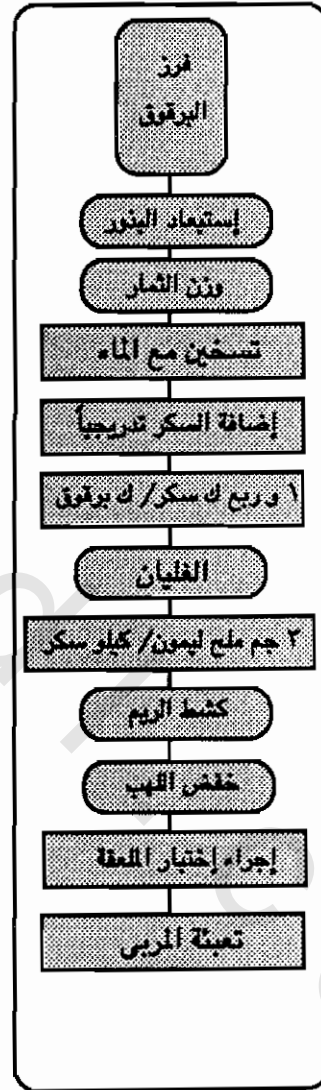 فرز
البرقوق
إستبعاد البذور
وزن الثمار
تسخين مع الماء
إضافة السكر تدريجياً
١ وربع ك سكر/ ك برقوق
الغليان
٣ جم ملح ليمون/ كيلو سكر
كشط الريم
خفض اللهب
إجراء إختبار الملعقة
تعبئة المربى